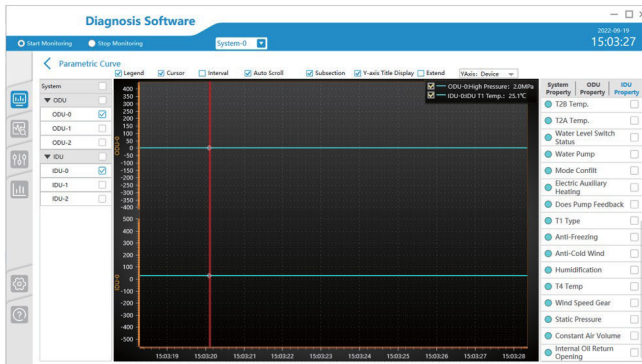 Diagnosis Software
2022-09-19
Start Monitoring
Stop Monitoring
System-0
15:03:27
Parametric Curve
Legend
Cursor
Interval
Auto Scroll
Subsection
Y-axis Title Display
Extend
YAxis: Device
System
ODU
ODU-0
ODU-1
ODU-2
IDU
IDU-0
IDU-1
IDU-2
ODU-0:High Pressure: 2.0MPa
IDU-0:IDU T1 Temp.: 25.1℃
ODU-0
400
350
300
250
200
150
100
50
0
-50
-100
-150
-200
-250
-300
-350
-400
IDU-0
500
400
300
200
100
0
-100
-200
-300
-400
-500
15:03:19 15:03:20 15:03:21 15:03:22 15:03:23 15:03:24 15:03:25 15:03:26 15:03:27 15:03:28
System Property
ODU Property
IDU Property
T2B Temp.
T2A Temp.
Water Level Switch
Status
Water Pump
Mode Confilt
Electric Auxiliary
Heating
Does Pump Feedback
T1 Type
Anti-Freezing
Anti-Cold Wind
Humidification
T4 Temp
Wind Speed Gear
Static Pressure
Constant Air Volume
Internal Oil Return
Opening